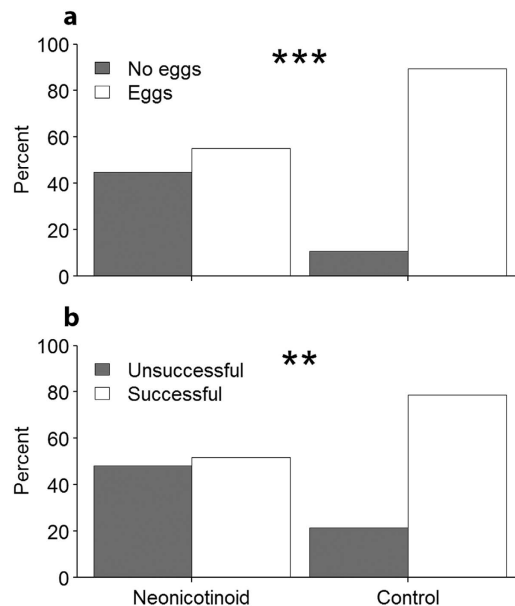 a
100
80
60
40
20
0
Percent
No eggs
Eggs
***
b
100
80
60
40
20
0
Percent
Unsuccessful
Successful
**
Neonicotinoid Control